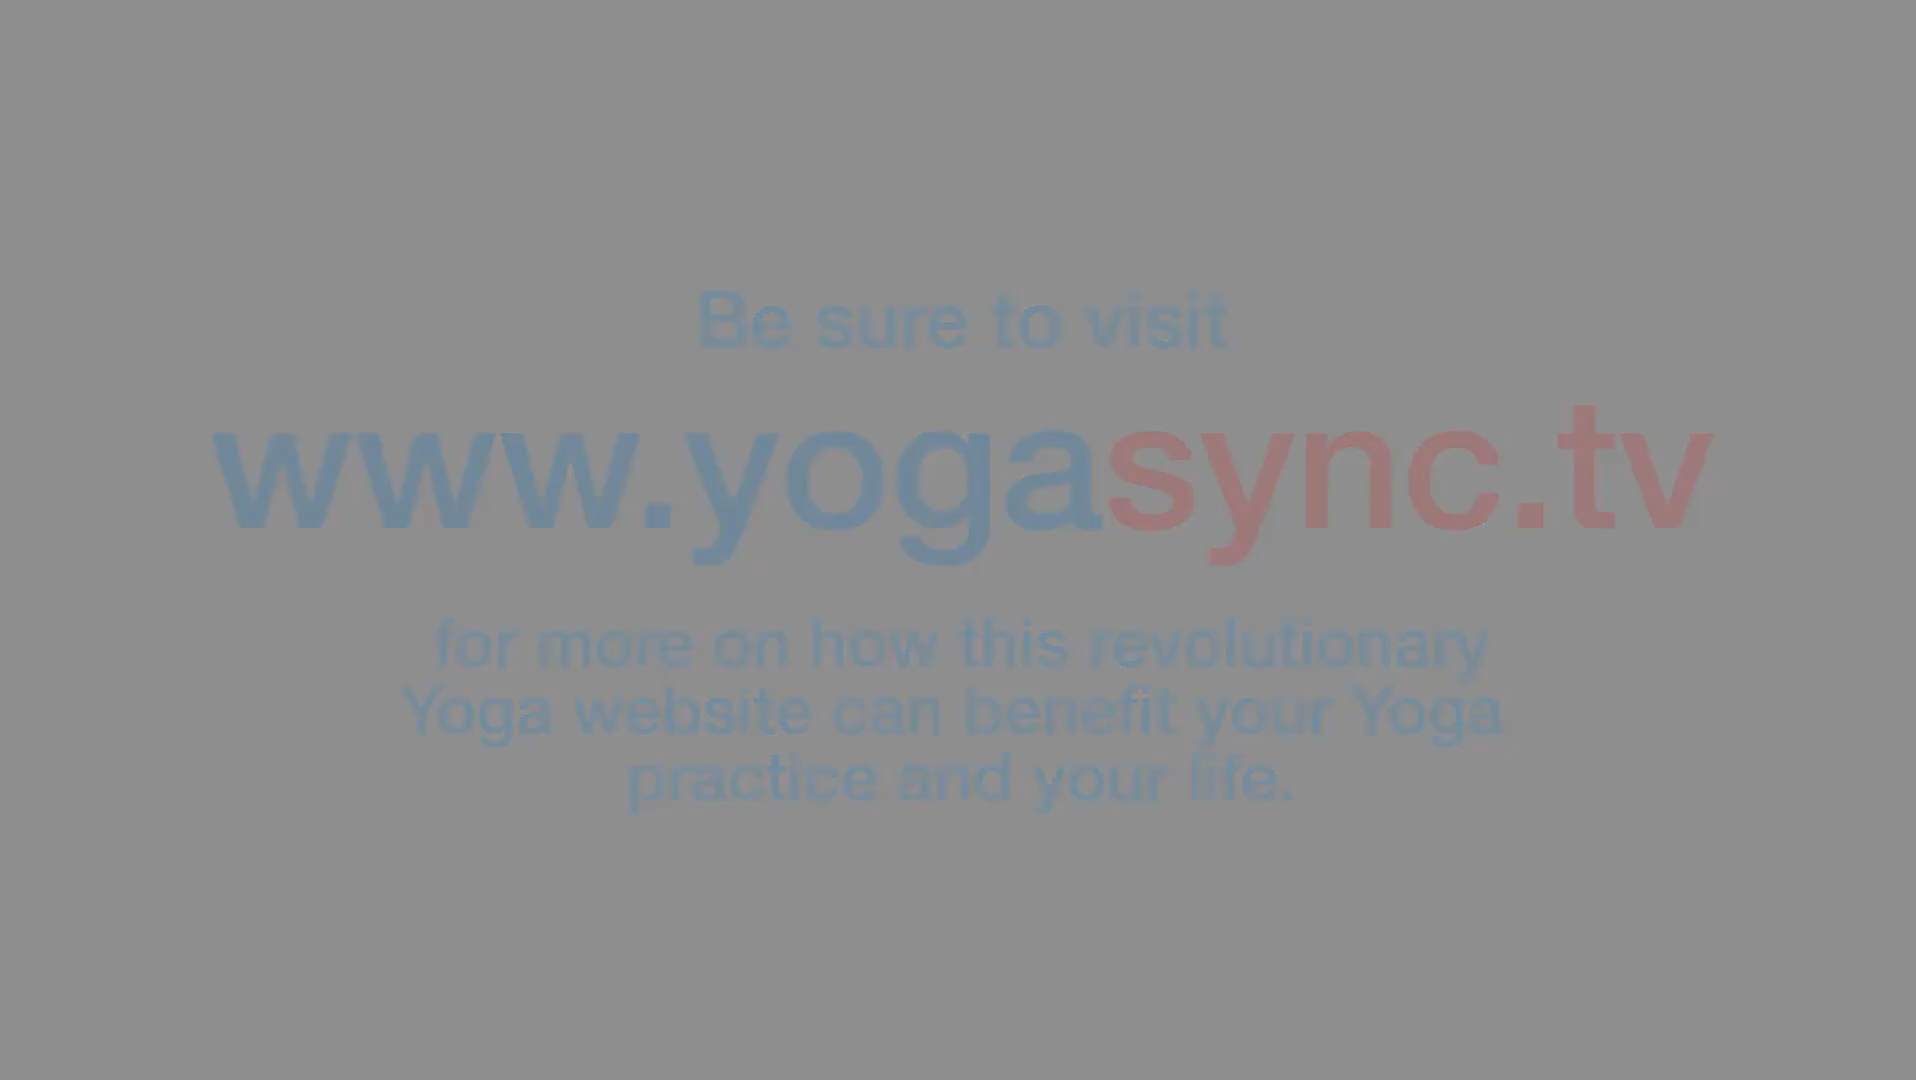 Be sure to visit
www.yogasync.tv
for more on how this revolutionary
Yoga website can benefit your Yoga
practice and your life.